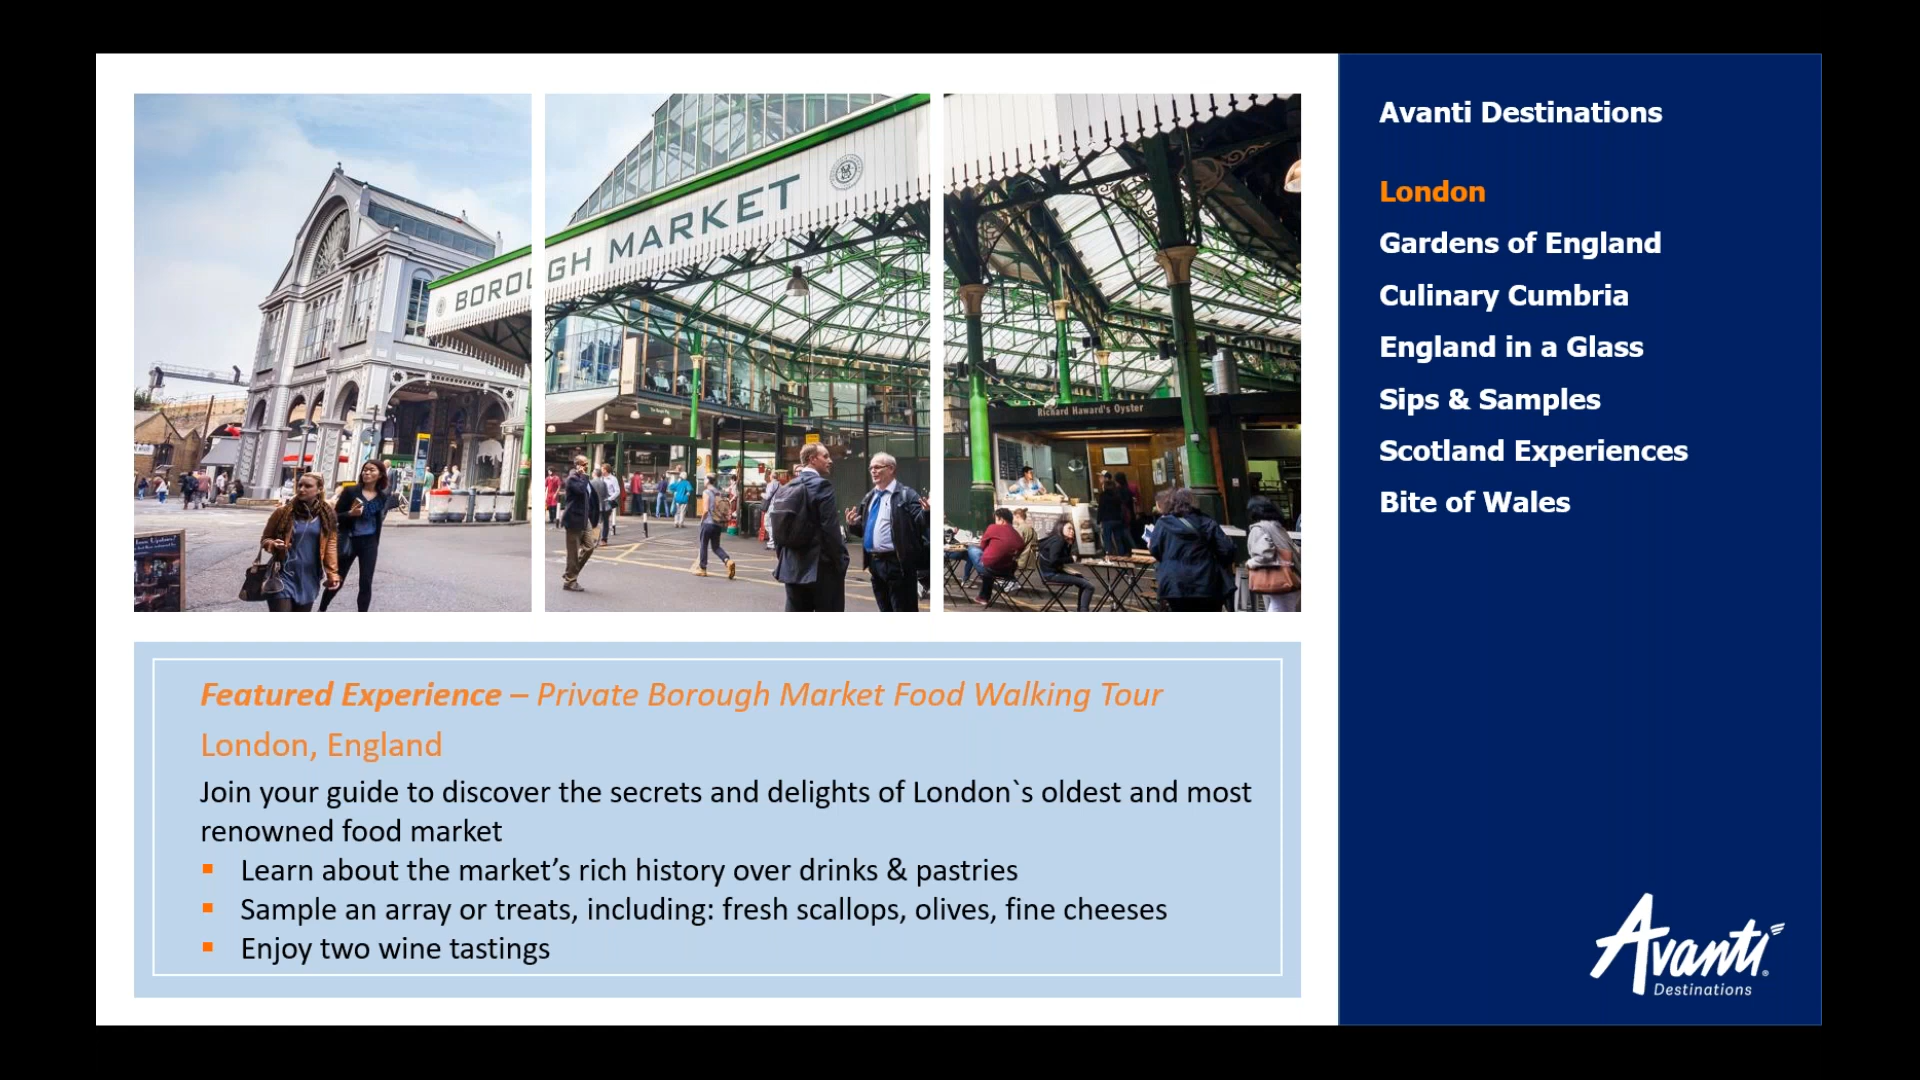 BOROUGH MARKET
Richard Haward's Oyster
Featured Experience – Private Borough Market Food Walking Tour
London, England
Join your guide to discover the secrets and delights of London`s oldest and most
renowned food market
Learn about the market’s rich history over drinks & pastries
Sample an array or treats, including: fresh scallops, olives, fine cheeses
Enjoy two wine tastings
Avanti Destinations
London
Gardens of England
Culinary Cumbria
England in a Glass
Sips & Samples
Scotland Experiences
Bite of Wales
Avanti®
Destinations